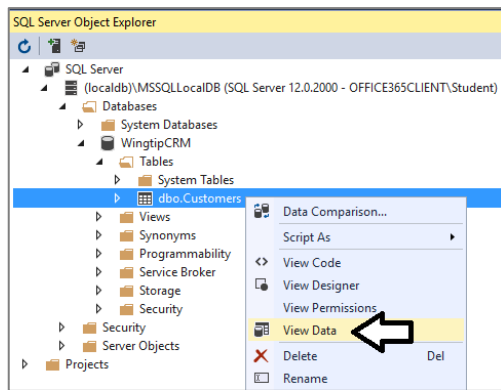 SQL Server Object Explorer
SQL Server
(localdb)\MSSQLLocalDB (SQL Server 12.0.2000 - OFFICE365CLIENT\Student)
Databases
System Databases
WingtipCRM
Tables
System Tables
dbo.Customers
Views
Synonyms
Programmability
Service Broker
Storage
Security
Security
Server Objects
Projects
Data Comparison...
Script As
View Code
View Designer
View Permissions
View Data
Delete Del
Rename